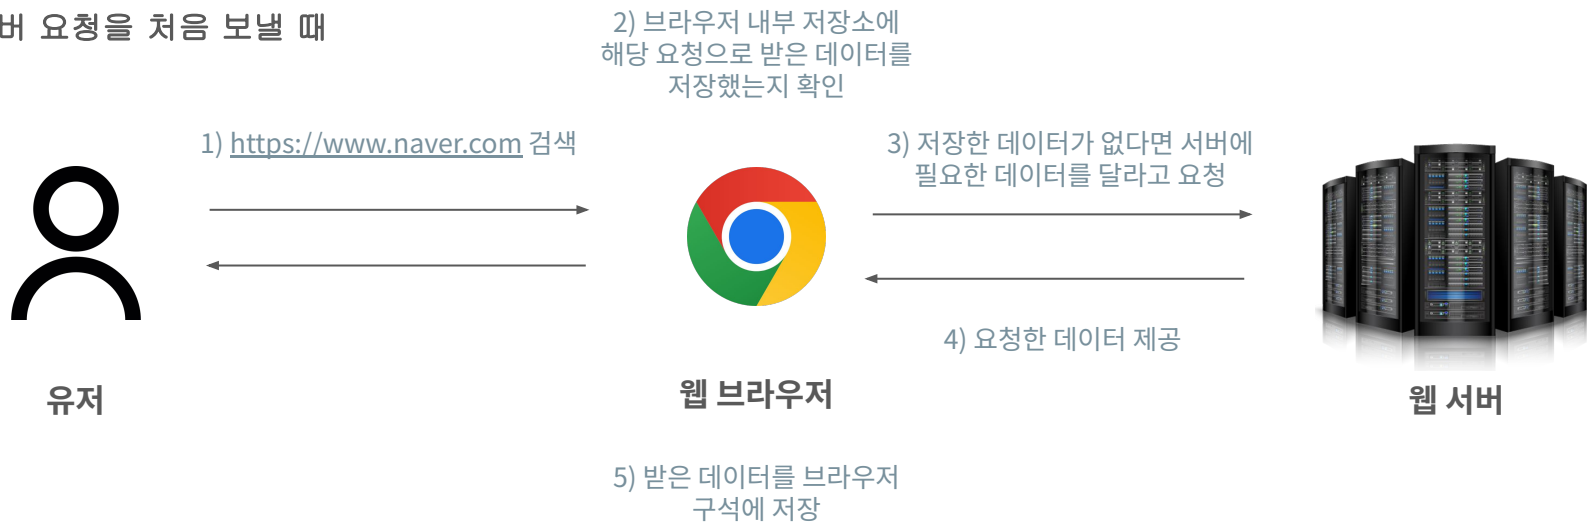 버 요청을 처음 보낼 때
2) 브라우저 내부 저장소에
해당 요청으로 받은 데이터를
저장했는지 확인
1) https://www.naver.com 검색
3) 저장한 데이터가 없다면 서버에
필요한 데이터를 달라고 요청
4) 요청한 데이터 제공
유저
웹 브라우저
웹 서버
5) 받은 데이터를 브라우저
구석에 저장